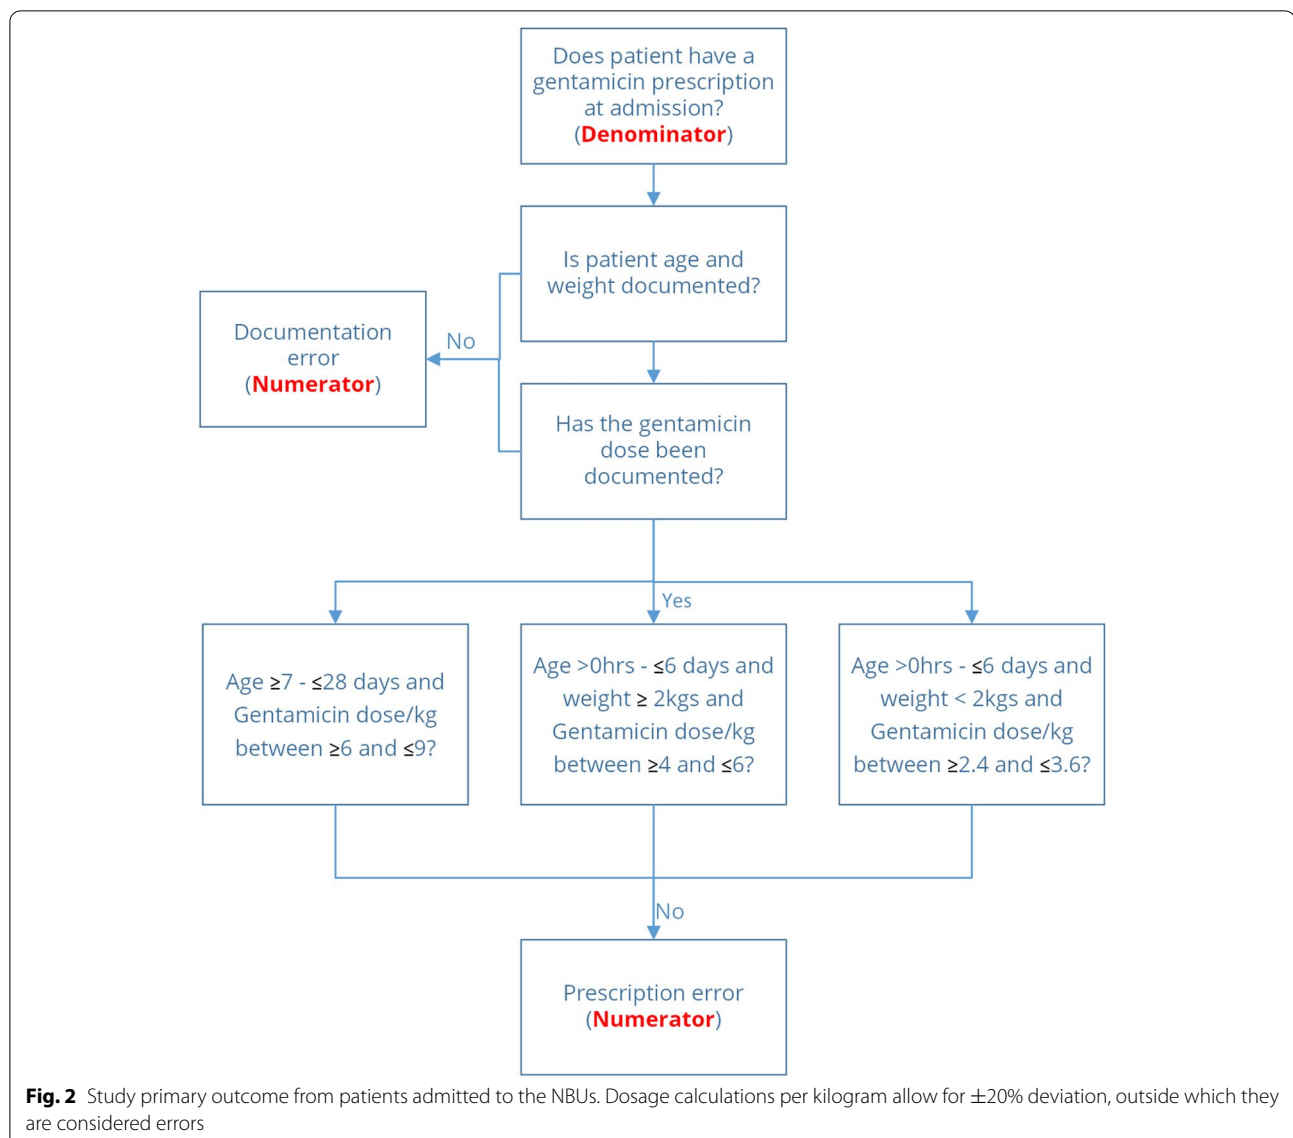 Does patient have a
gentamicin prescription
at admission?
(Denominator)
Is patient age and
weight documented?
No
Documentation
error
(Numerator)
Has the gentamicin
dose been
documented?
Yes
Age ≥7 - ≤28 days and
Gentamicin dose/kg
between ≥6 and ≤9?
Age >0hrs - ≤6 days and
weight ≥ 2kgs and
Gentamicin dose/kg
between ≥4 and ≤6?
Age >0hrs - ≤6 days and
weight < 2kgs and
Gentamicin dose/kg
between ≥2.4 and ≤3.6?
No
Prescription error
(Numerator)
Fig. 2 Study primary outcome from patients admitted to the NBUs. Dosage calculations per kilogram allow for ±20% deviation, outside which they
are considered errors